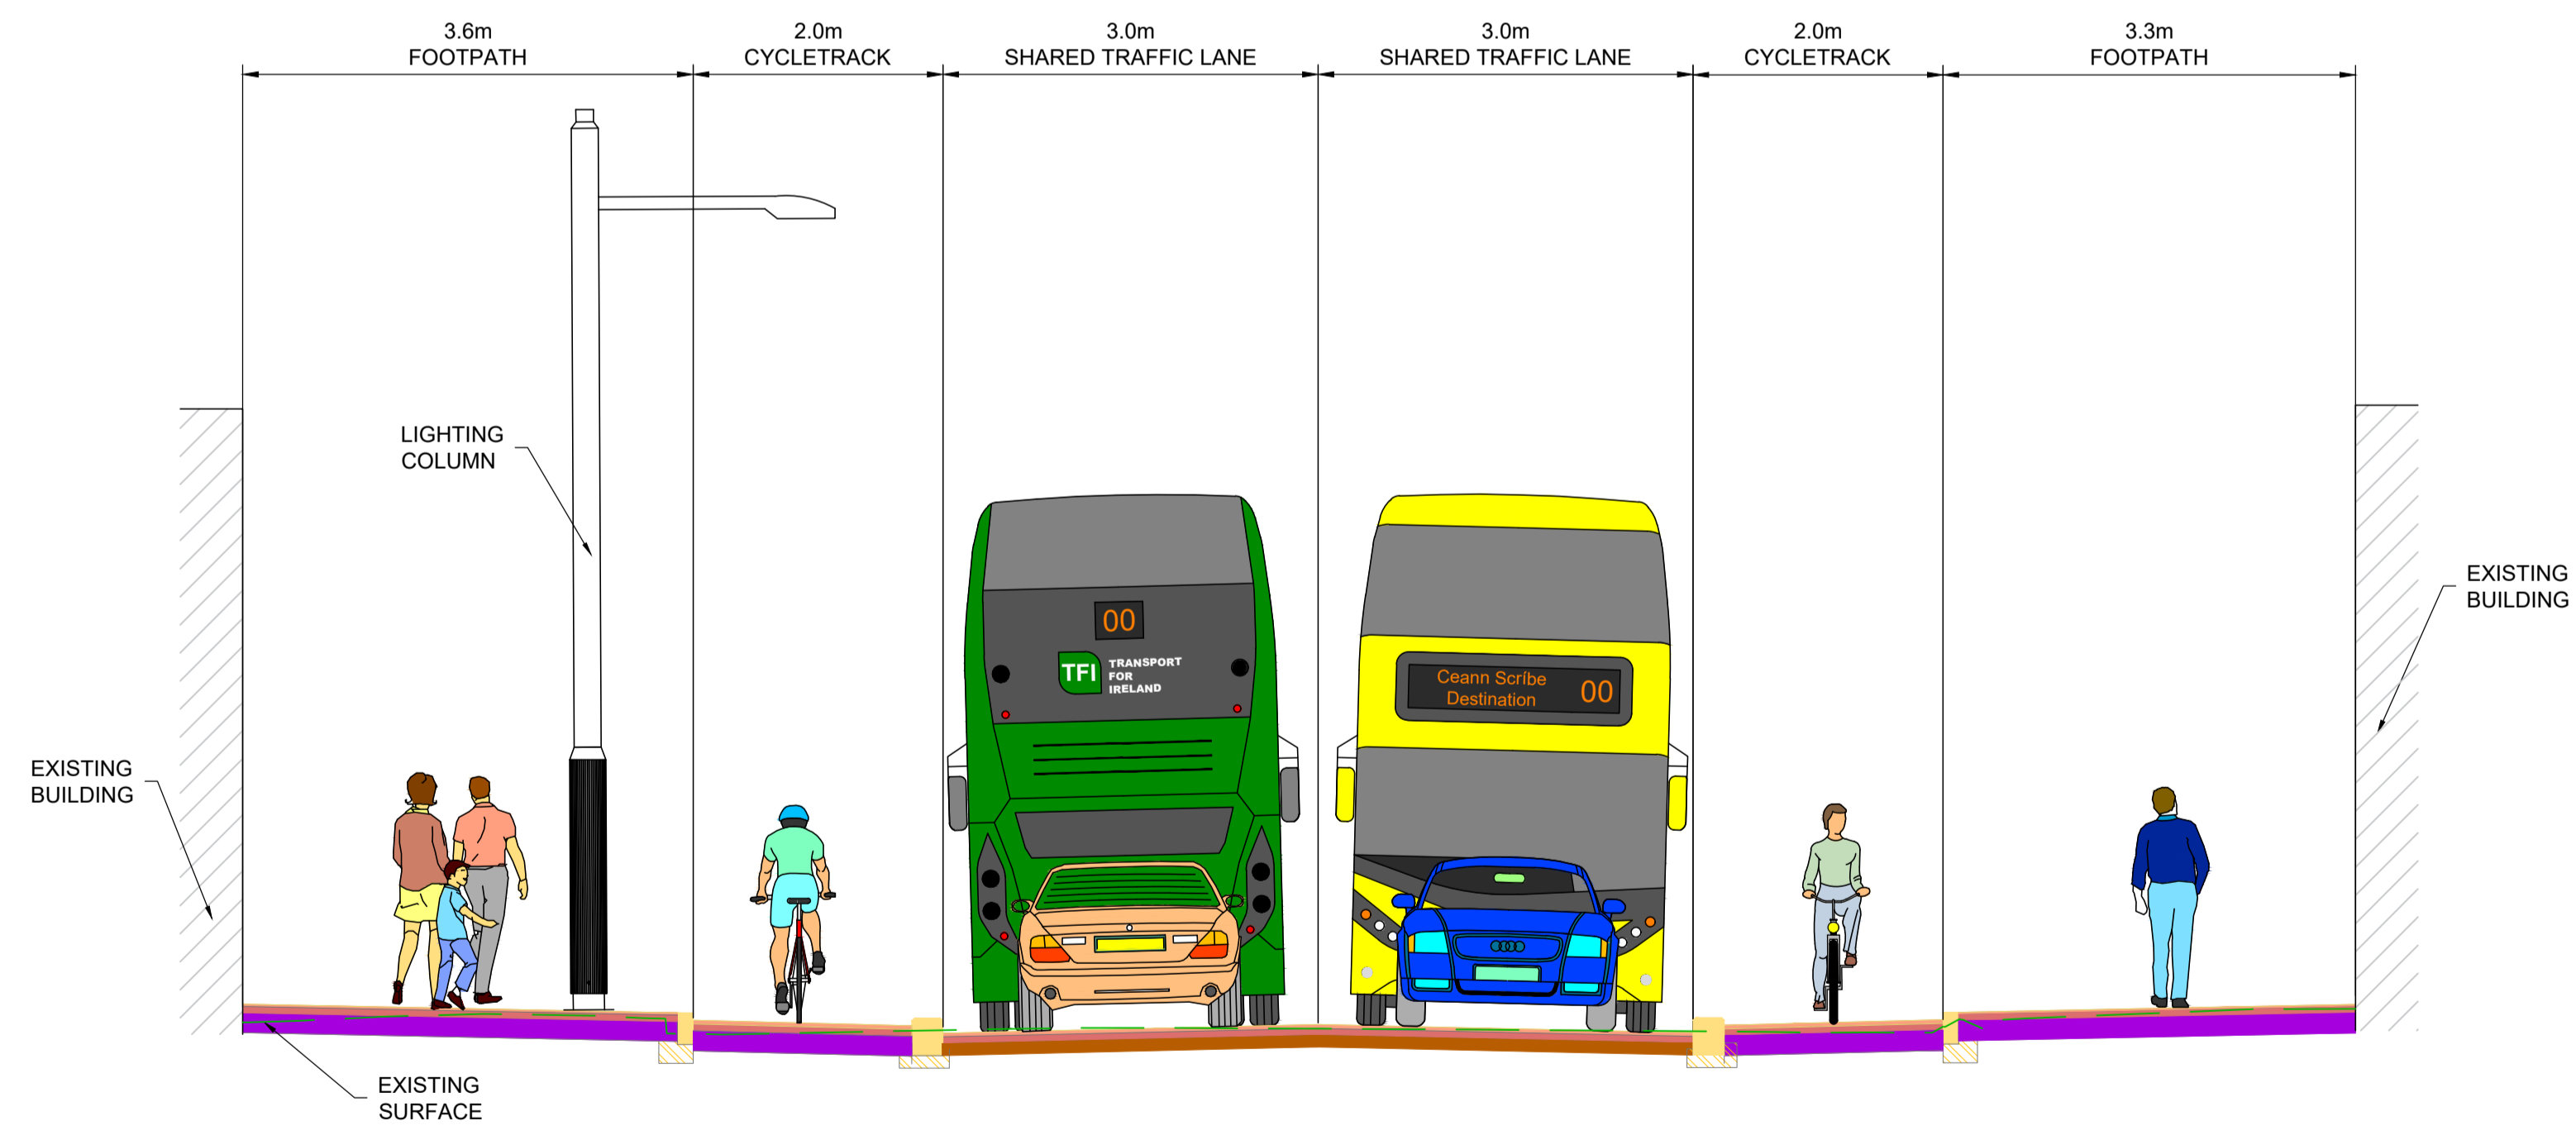 3.6m
FOOTPATH
2.0m
CYCLETRACK
3.0m
SHARED TRAFFIC LANE
3.0m
SHARED TRAFFIC LANE
2.0m
CYCLETRACK
3.3m
FOOTPATH
LIGHTING
COLUMN
EXISTING
BUILDING
00
TFI
TRANSPORT
FOR
IRELAND
Ceann Scríbe
Destination
00
EXISTING
BUILDING
EXISTING
SURFACE